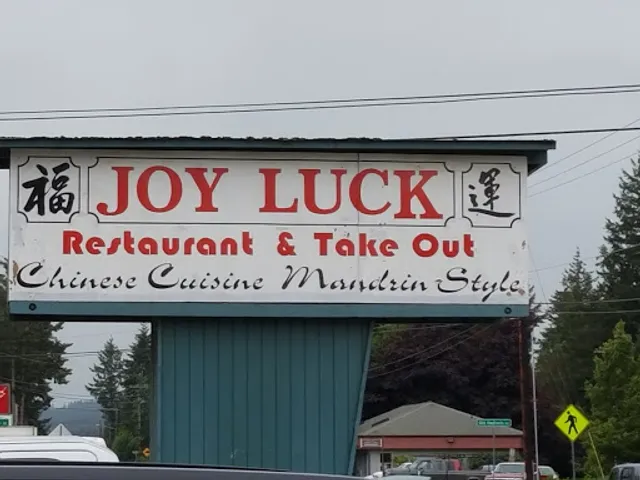 福 JOY LUCK 運
Restaurant & Take Out
Chinese Cuisine Mandrin Style